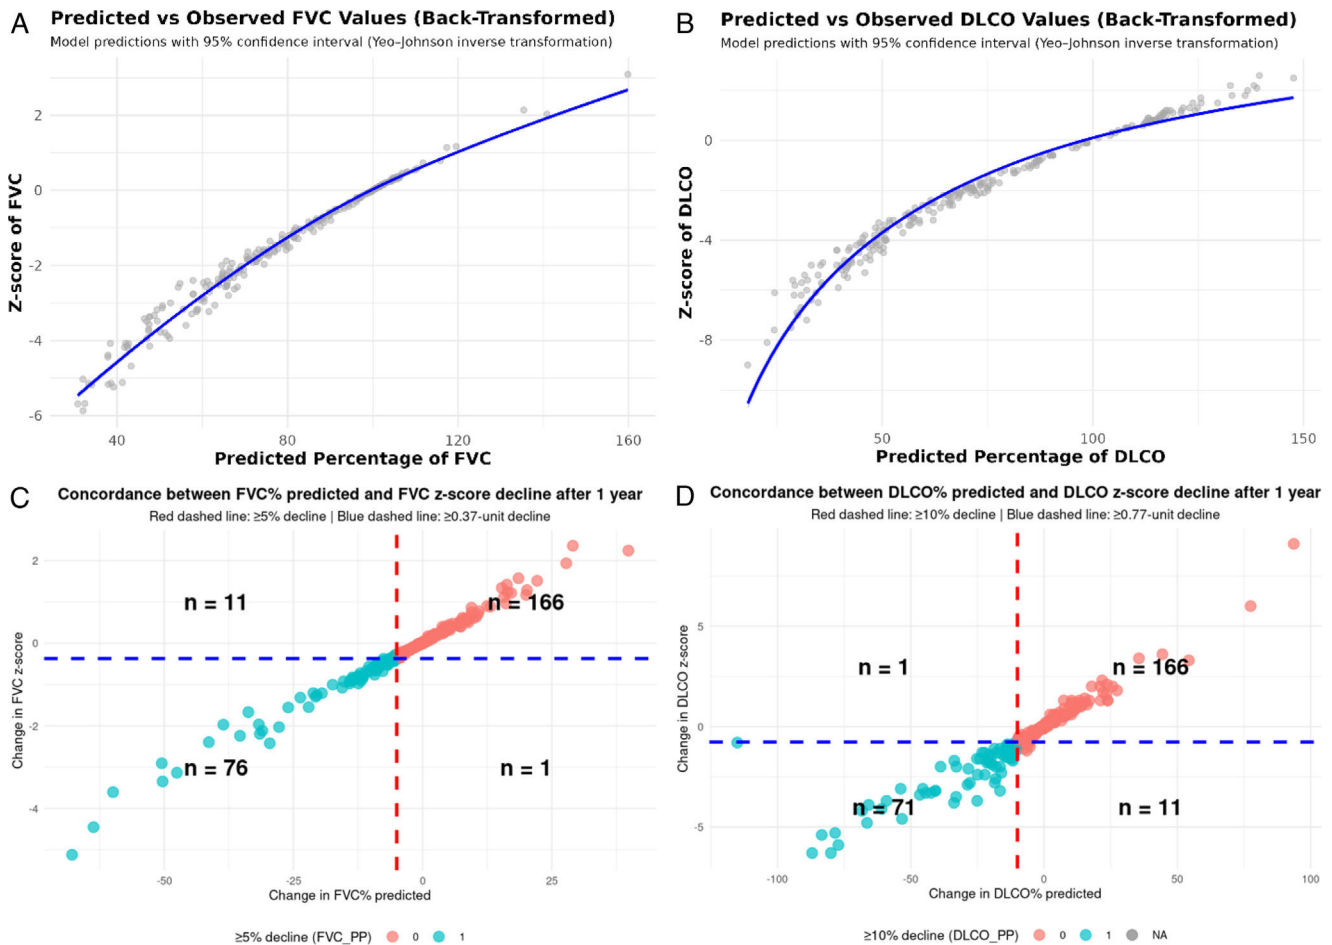 A
Predicted vs Observed FVC Values (Back-Transformed)
Model predictions with 95% confidence interval (Yeo–Johnson inverse transformation)
Z-score of FVC
2
0
-2
-4
-6
40
80
120
160
Predicted Percentage of FVC
B
Predicted vs Observed DLCO Values (Back-Transformed)
Model predictions with 95% confidence interval (Yeo–Johnson inverse transformation)
Z-score of DLCO
0
-4
-8
50
100
150
Predicted Percentage of DLCO
C
Concordance between FVC% predicted and FVC z-score decline after 1 year
Red dashed line: ≥5% decline | Blue dashed line: ≥0.37-unit decline
Change in FVC z-score
2
0
-2
-4
n = 11
n = 166
n = 76
n = 1
-50
-25
0
25
Change in FVC% predicted
≥5% decline (FVC_PP) 0 1
D
Concordance between DLCO% predicted and DLCO z-score decline after 1 year
Red dashed line: ≥10% decline | Blue dashed line: ≥0.77-unit decline
Change in DLCO z-score
5
0
-5
n = 1
n = 166
n = 71
n = 11
-100
-50
0
50
100
Change in DLCO% predicted
≥10% decline (DLCO_PP) 0 1 NA